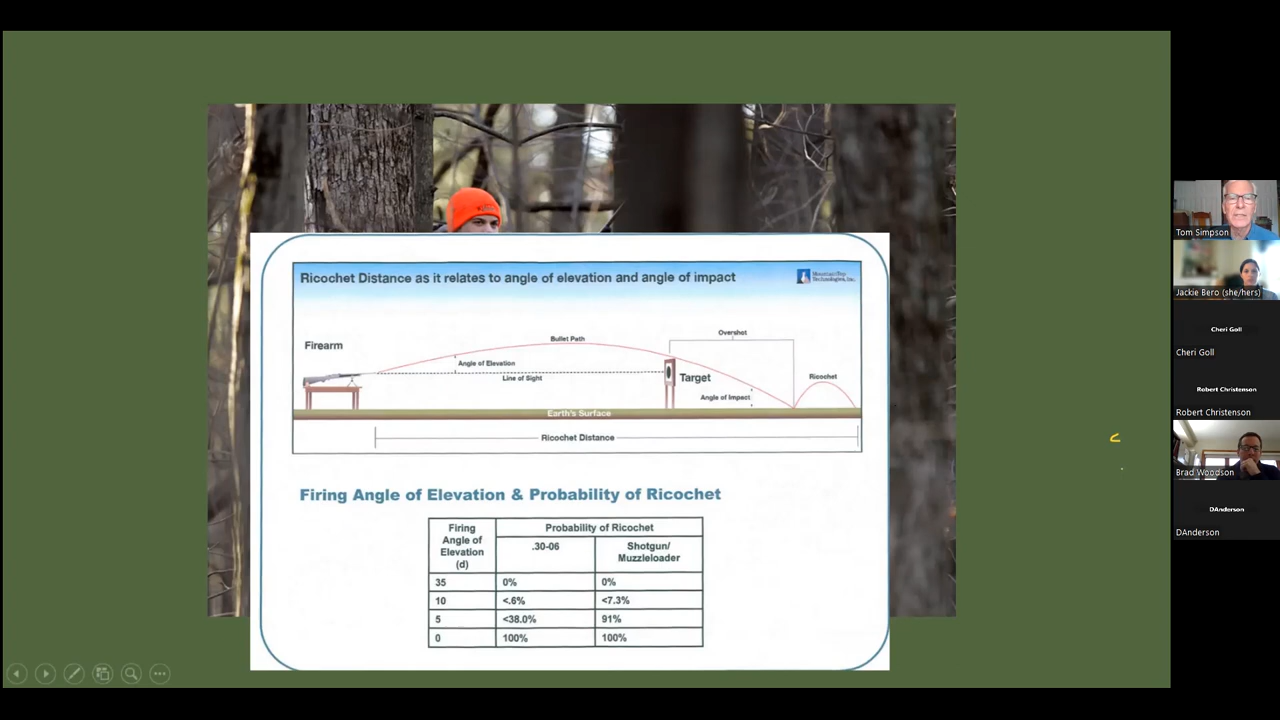 Ricochet Distance as it relates to angle of elevation and angle of impact
MountainTop
Technologies, Inc.
Firearm
Bullet Path
Overshot
Angle of Elevation
Line of Sight
Target
Ricochet
Angle of Impact
Earth's Surface
Ricochet Distance
Firing Angle of Elevation & Probability of Ricochet
Firing
Angle of
Elevation
(d)
Probability of Ricochet
.30-06
Shotgun/
Muzzleloader
35 0% 0%
10 <.6% <7.3%
5 <38.0% 91%
0 100% 100%
Tom Simpson
Jackie Bero (she/hers)
Cheri Goll
Cheri Goll
Robert Christenson
Robert Christenson
Brad Woodson
DAnderson
DAnderson